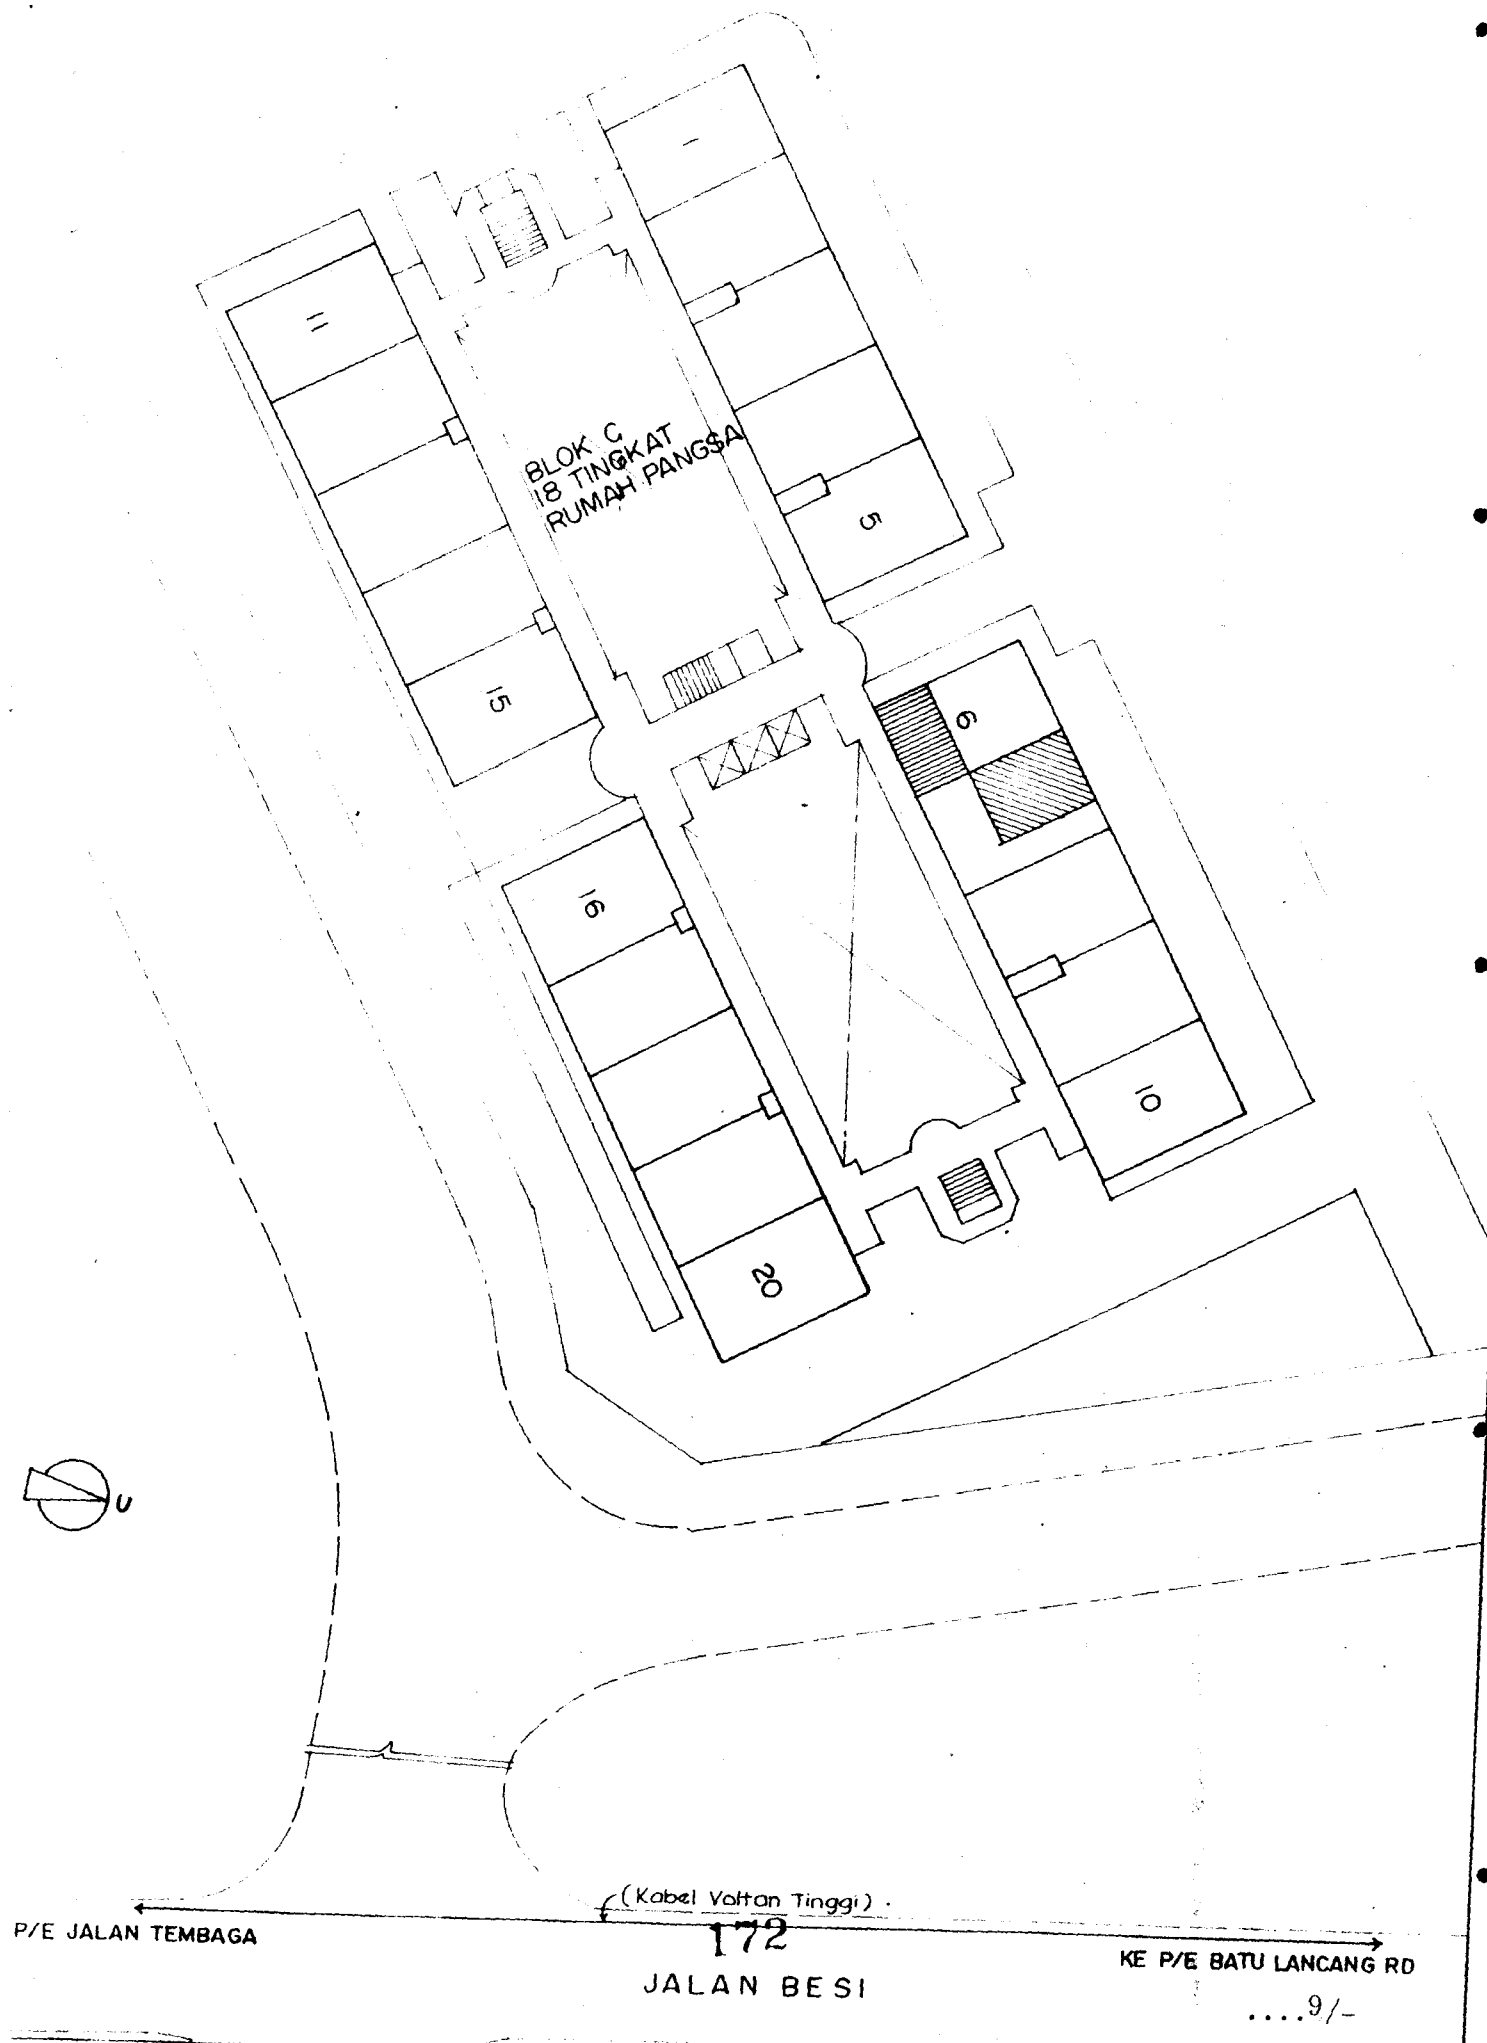 1
11
BLOK C
18 TINGKAT
RUMAH PANGSA
5
15
6
16
10
20
U
(Kabel Voltan Tinggi).
P/E JALAN TEMBAGA
172
KE P/E BATU LANCANG RD
JALAN BESI
....9/-